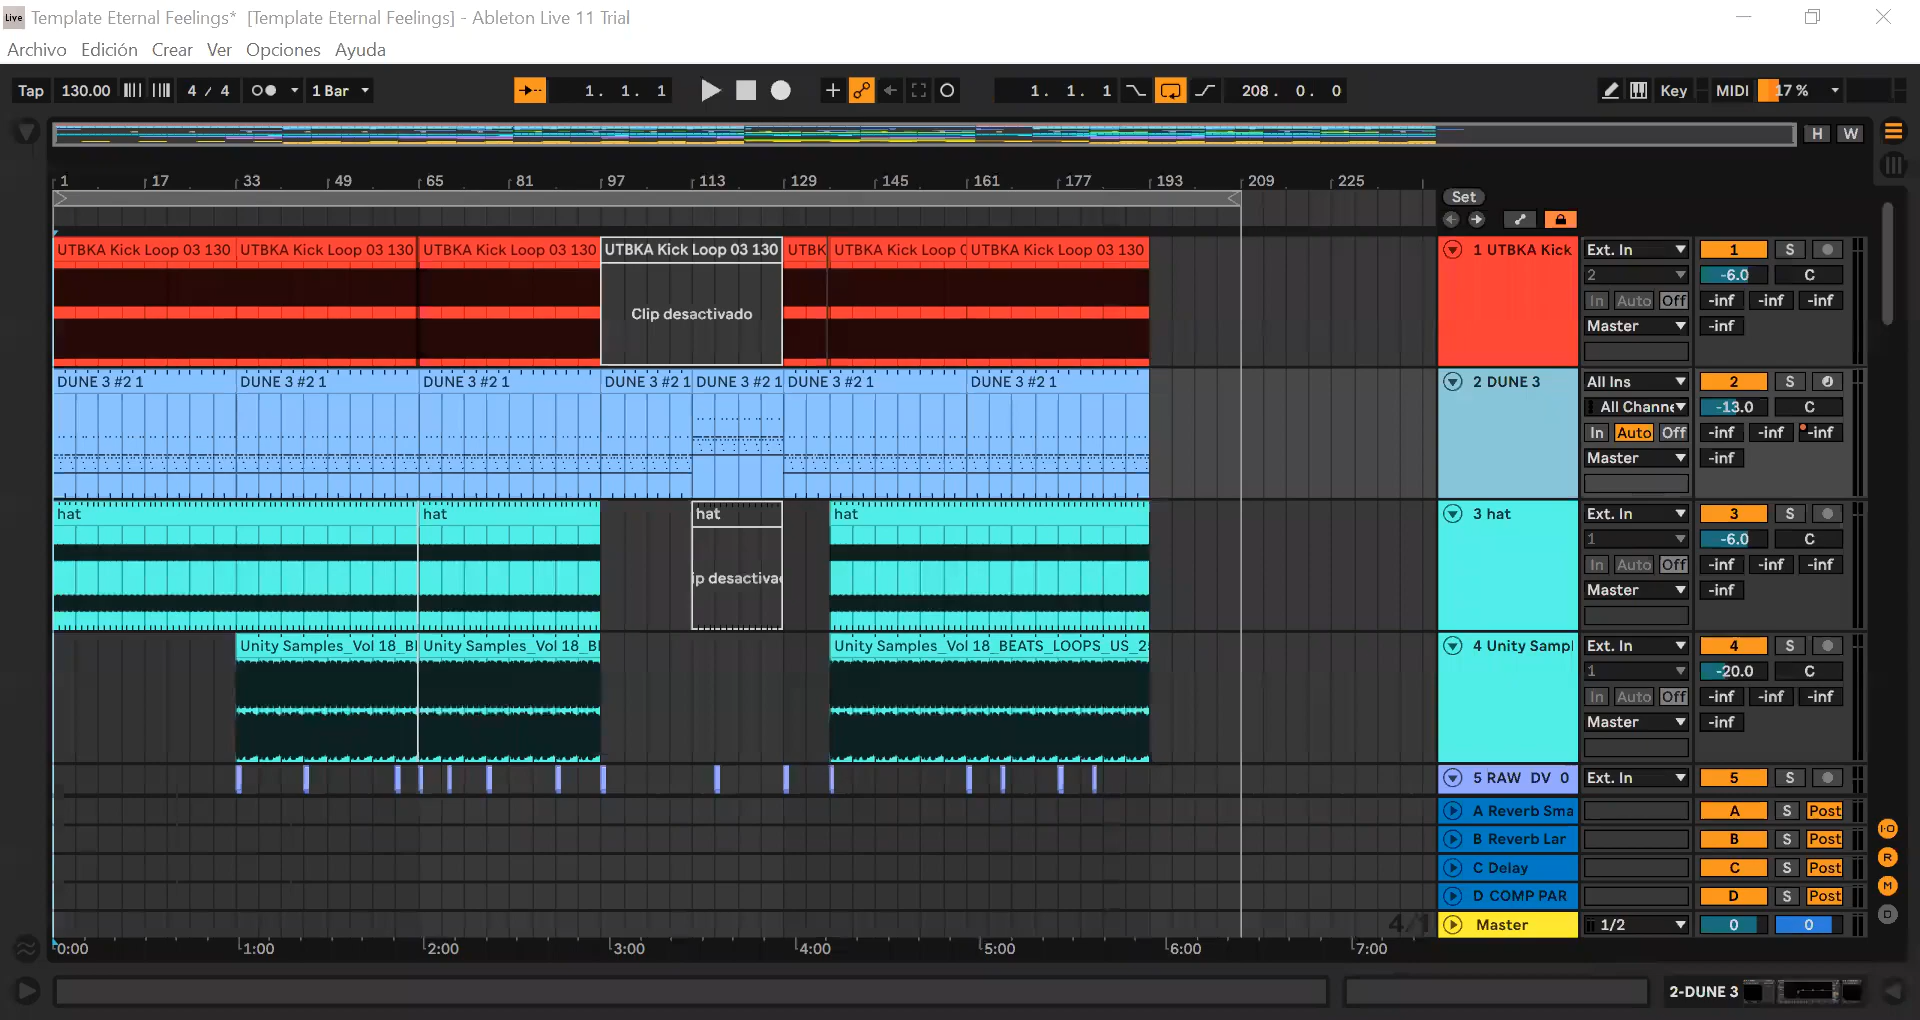 Live Template Eternal Feelings* [Template Eternal Feelings] - Ableton Live 11 Trial
Archivo Edición Crear Ver Opciones Ayuda
Tap 130.00 4 / 4 1 Bar 1. 1. 1 1. 1. 1 208. 0. 0 Key MIDI 17 %
H W
1 17 33 49 65 81 97 113 129 145 161 177 193 209 225
Set
UTBKA Kick Loop 03 130 UTBKA Kick Loop 03 130 UTBKA Kick Loop 03 130 UTBKA Kick Loop 03 130 UTBK UTBKA Kick Loop 0 UTBKA Kick Loop 03 130 1 UTBKA Kick Ext. In 1 S
2 -6.0 C
In Auto Off -inf -inf -inf
Clip desactivado
Master -inf
DUNE 3 #2 1 DUNE 3 #2 1 DUNE 3 #2 1 DUNE 3 #2 1 DUNE 3 #2 1 DUNE 3 #2 1 DUNE 3 #2 1 2 DUNE 3 All Ins 2 S
All Channe -13.0 C
In Auto Off -inf -inf -inf
Master -inf
hat hat hat hat 3 hat Ext. In 3 S
1 -6.0 C
In Auto Off -inf -inf -inf
ip desactiva
Master -inf
Unity Samples_Vol 18_BI Unity Samples_Vol 18_BI Unity Samples_Vol 18_BEATS_LOOPS_US_2 4 Unity Sampl Ext. In 4 S
1 -20.0 C
In Auto Off -inf -inf -inf
Master -inf
5 RAW DV 0 Ext. In 5 S
A Reverb Sma A S Post
B Reverb Lar B S Post
C Delay C S Post
D COMP PAR D S Post
I·O
R
M
D
4/1 Master 1/2 0 0
0:00 1:00 2:00 3:00 4:00 5:00 6:00 7:00
2-DUNE 3